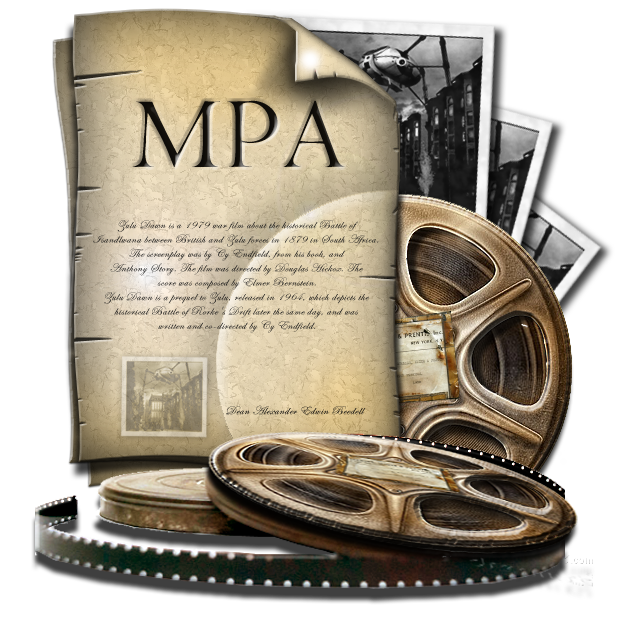 MPA
Zulu Dawn is a 1979 war film about the historical Battle of
Isandlwana between British and Zulu forces in 1879 in South Africa.
The screenplay was by Cy Endfield, from his book, and
Anthony Story. The film was directed by Douglas Hickox. The
score was composed by Elmer Bernstein.
Zulu Dawn is a prequel to Zulu, released in 1964, which depicts the
historical Battle of Rorke's Drift later the same day, and was
written and co-directed by Cy Endfield.
Dean Alexander Edwin Beedell
NEW YORK, N.Y.
.com